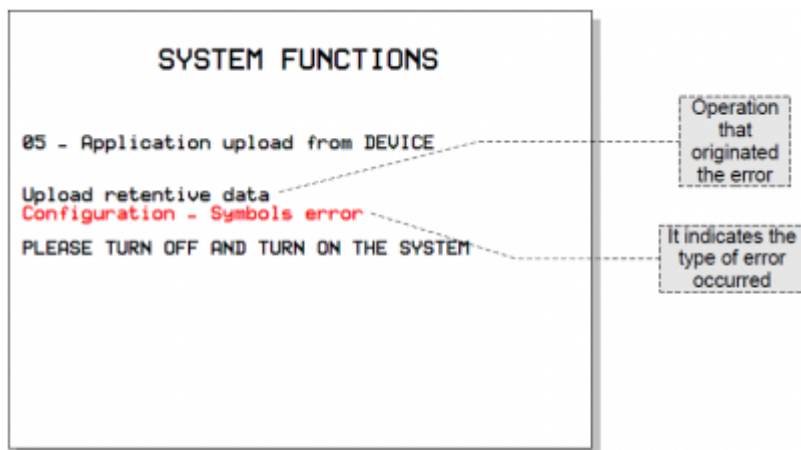 SYSTEM FUNCTIONS
05 - Application upload from DEVICE
Upload retentive data
Configuration - Symbols error
PLEASE TURN OFF AND TURN ON THE SYSTEM
Operation
that
originated
the error
It indicates the
type of error
occurred